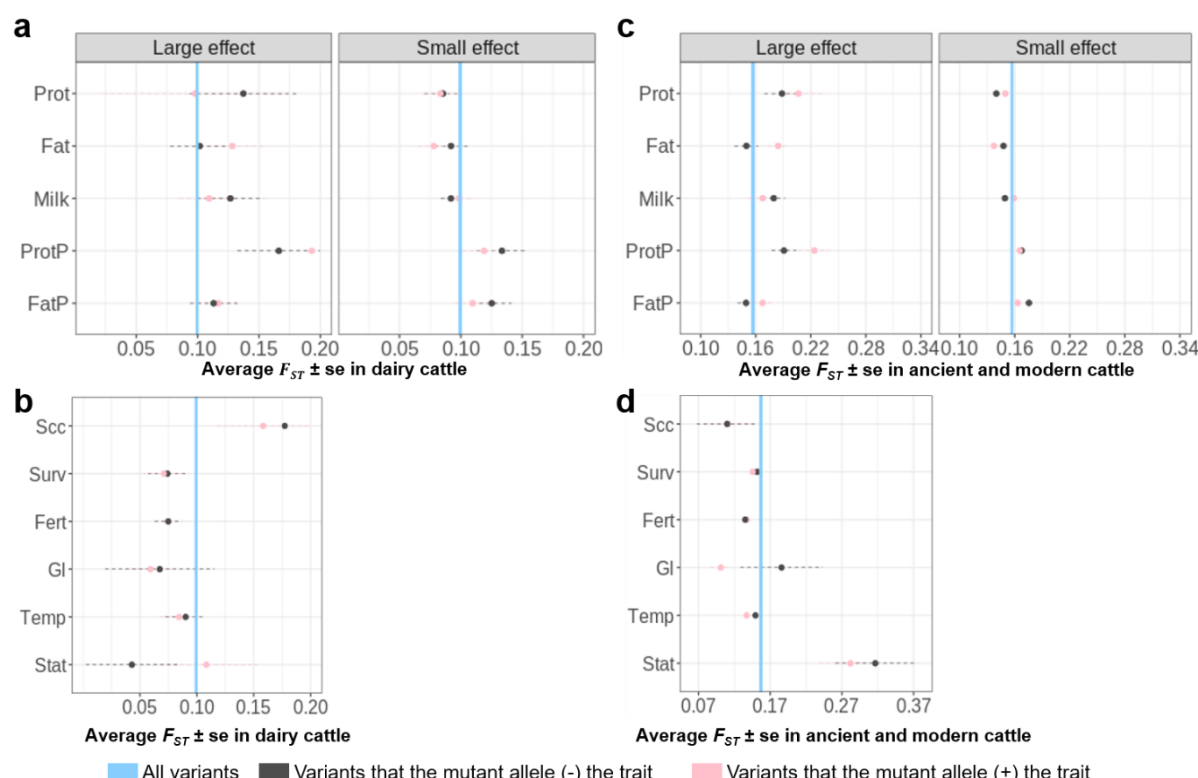 a
Large effect
Small effect
Prot
Fat
Milk
ProtP
FatP
0.05 0.10 0.15 0.20 0.05 0.10 0.15 0.20
Average FST ± se in dairy cattle
c
Large effect
Small effect
Prot
Fat
Milk
ProtP
FatP
0.10 0.16 0.22 0.28 0.34 0.10 0.16 0.22 0.28 0.34
Average FST ± se in ancient and modern cattle
b
Scc
Surv
Fert
Gl
Temp
Stat
0.05 0.10 0.15 0.20
Average FST ± se in dairy cattle
d
Scc
Surv
Fert
Gl
Temp
Stat
0.07 0.17 0.27 0.37
Average FST ± se in ancient and modern cattle
All variants Variants that the mutant allele (-) the trait Variants that the mutant allele (+) the trait